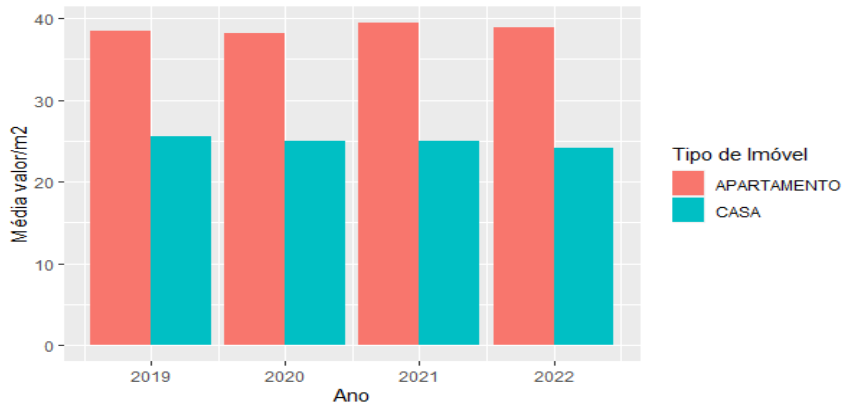 40
30
20
10
0
Média valor/m2
2019 2020 2021 2022
Ano
Tipo de Imóvel
APARTAMENTO
CASA